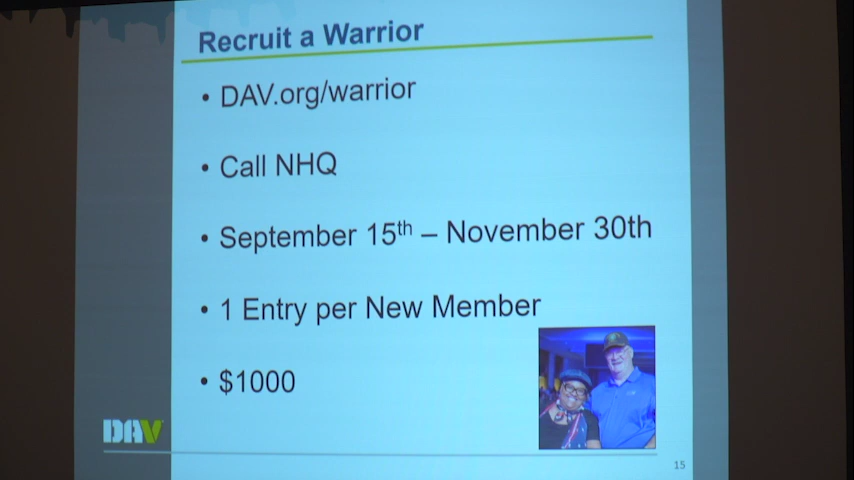 Recruit a Warrior
• DAV.org/warrior
• Call NHQ
• September 15th – November 30th
• 1 Entry per New Member
• $1000
DAV
15